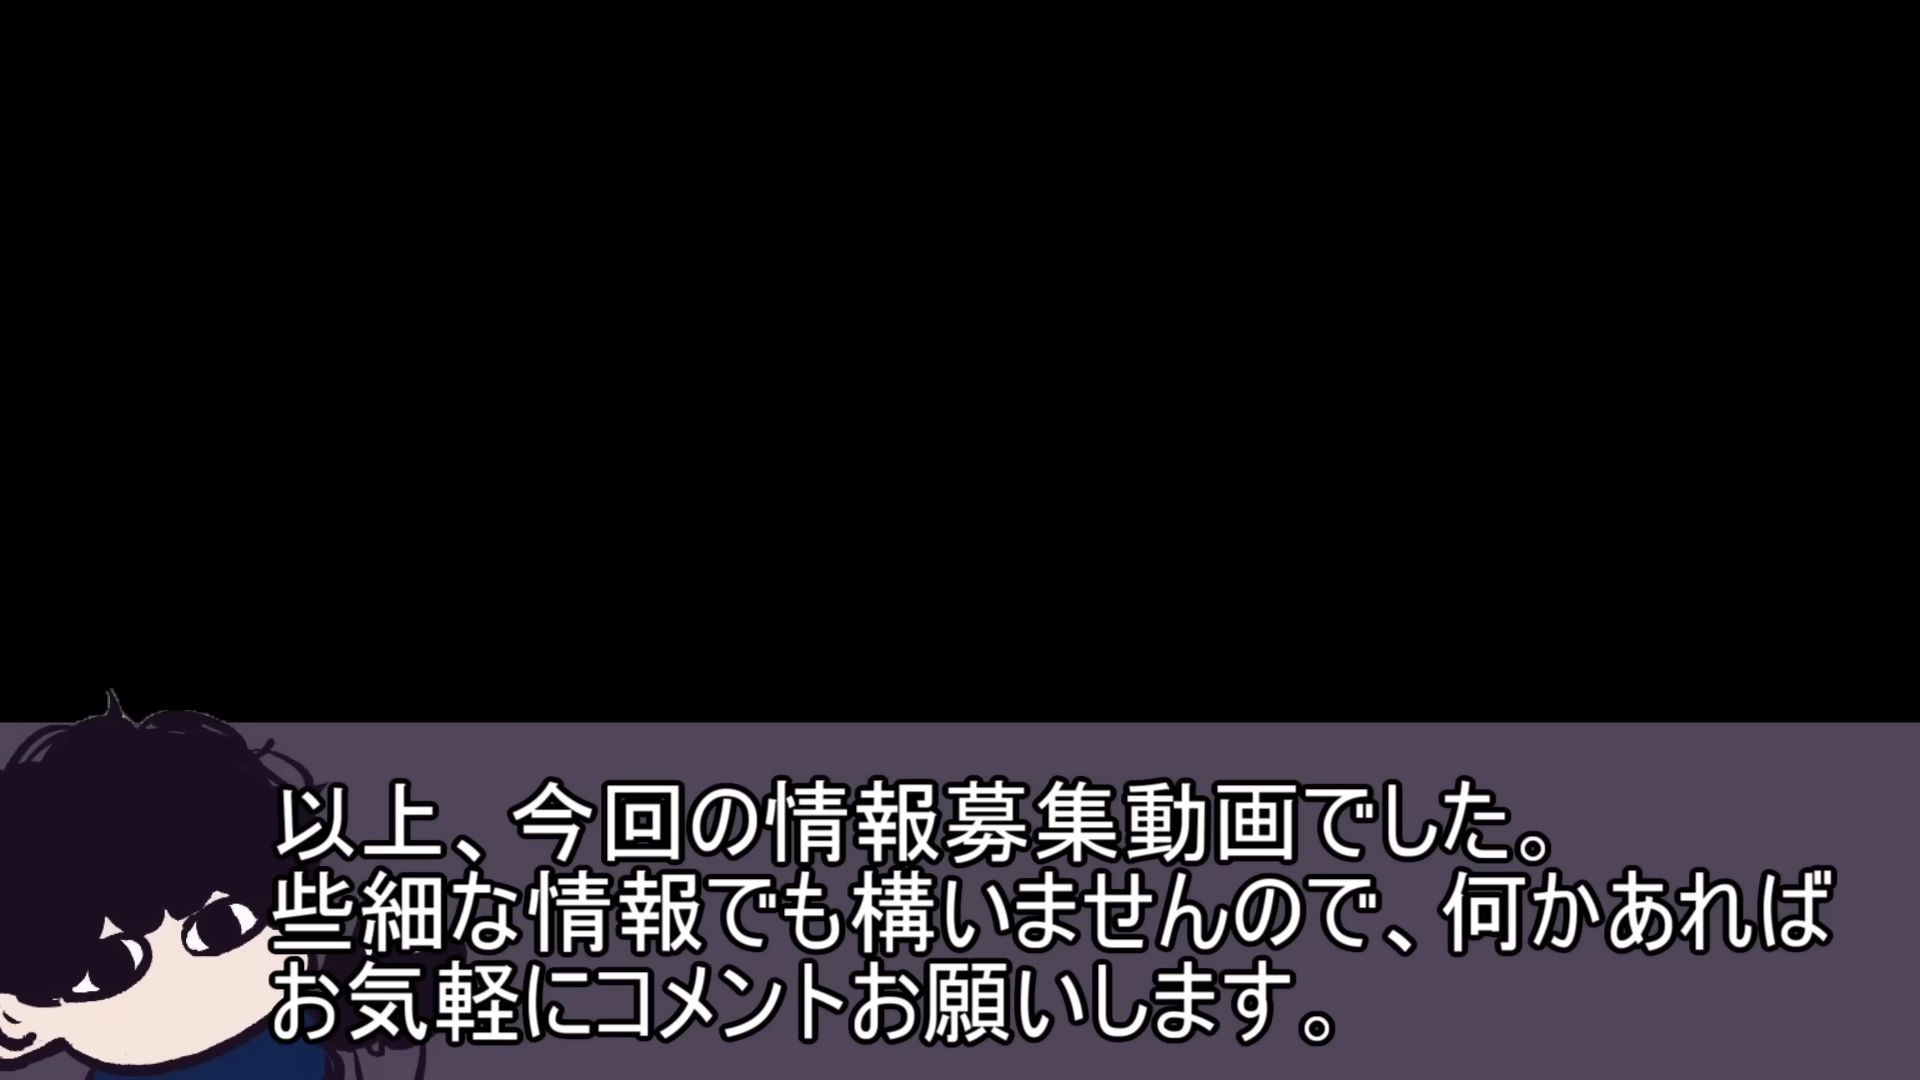 以上、今回の情報募集動画でした。
些細な情報でも構いませんので、何かあれば
お気軽にコメントお願いします。